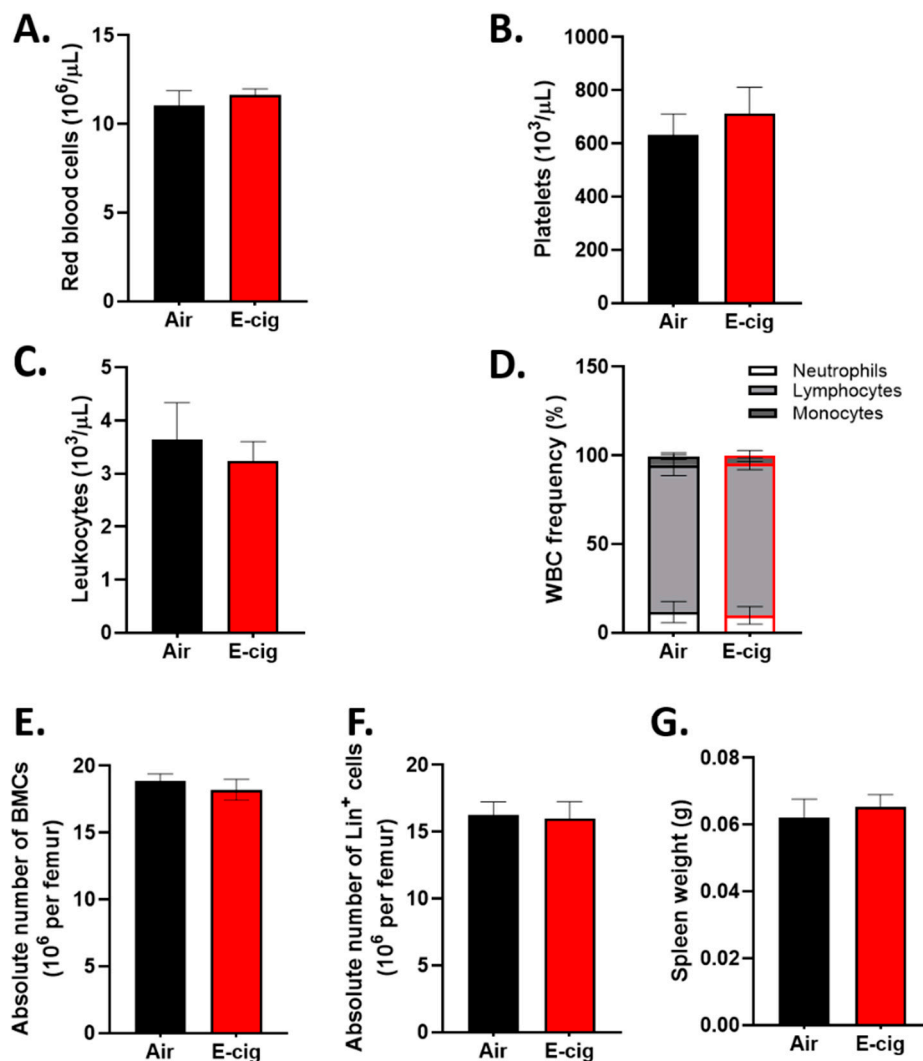 A.
Red blood cells (10⁶/μL)
15
10
5
0
Air
E-cig
B.
Platelets (10³/μL)
1000
800
600
400
200
0
Air
E-cig
C.
Leukocytes (10³/μL)
5
4
3
2
1
0
Air
E-cig
D.
WBC frequency (%)
150
100
50
0
Neutrophils
Lymphocytes
Monocytes
Air
E-cig
E.
Absolute number of BMCs
(10⁶ per femur)
20
15
10
5
0
Air
E-cig
F.
Absolute number of Lin⁺ cells
(10⁶ per femur)
20
15
10
5
0
Air
E-cig
G.
Spleen weight (g)
0.08
0.06
0.04
0.02
0.00
Air
E-cig